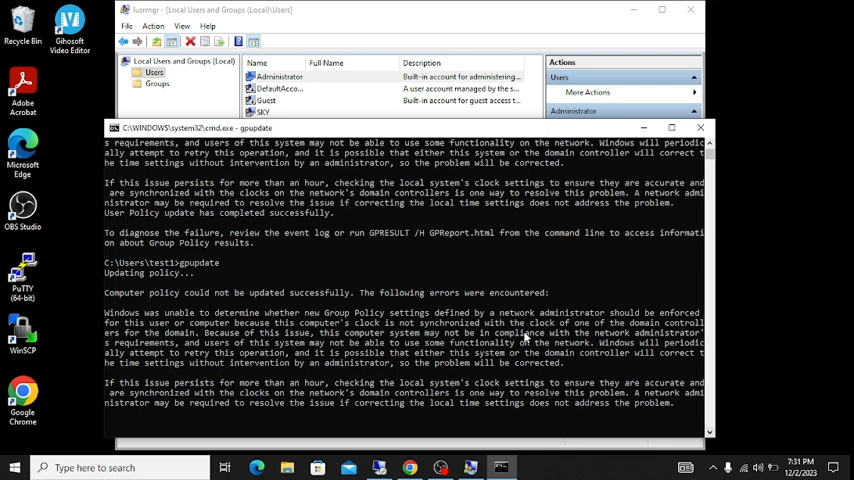 Recycle Bin
Gihosoft
Video Editor
Adobe
Acrobat
Microsoft
Edge
OBS Studio
PuTTY
(64-bit)
WinSCP
Google
Chrome
lusrmgr - [Local Users and Groups (Local)\Users]
File Action View Help
Local Users and Groups (Local)
Users
Groups
Name Full Name Description
Administrator Built-in account for administering...
DefaultAcco... A user account managed by the s...
Guest Built-in account for guest access t...
SKY
Actions
Users
More Actions
Administrator
C:\WINDOWS\system32\cmd.exe - gpupdate
s requirements, and users of this system may not be able to use some functionality on the network. Windows will periodic
ally attempt to retry this operation, and it is possible that either this system or the domain controller will correct t
he time settings without intervention by an administrator, so the problem will be corrected.
If this issue persists for more than an hour, checking the local system's clock settings to ensure they are accurate and
are synchronized with the clocks on the network's domain controllers is one way to resolve this problem. A network admi
nistrator may be required to resolve the issue if correcting the local time settings does not address the problem.
User Policy update has completed successfully.
To diagnose the failure, review the event log or run GPRESULT /H GPReport.html from the command line to access informati
on about Group Policy results.
C:\Users\test1>gpupdate
Updating policy...
Computer policy could not be updated successfully. The following errors were encountered:
Windows was unable to determine whether new Group Policy settings defined by a network administrator should be enforced
for this user or computer because this computer's clock is not synchronized with the clock of one of the domain controll
ers for the domain. Because of this issue, this computer system may not be in compliance with the network administrator'
s requirements, and users of this system may not be able to use some functionality on the network. Windows will periodic
ally attempt to retry this operation, and it is possible that either this system or the domain controller will correct t
he time settings without intervention by an administrator, so the problem will be corrected.
If this issue persists for more than an hour, checking the local system's clock settings to ensure they are accurate and
are synchronized with the clocks on the network's domain controllers is one way to resolve this problem. A network admi
nistrator may be required to resolve the issue if correcting the local time settings does not address the problem.
Type here to search
7:31 PM
12/2/2023